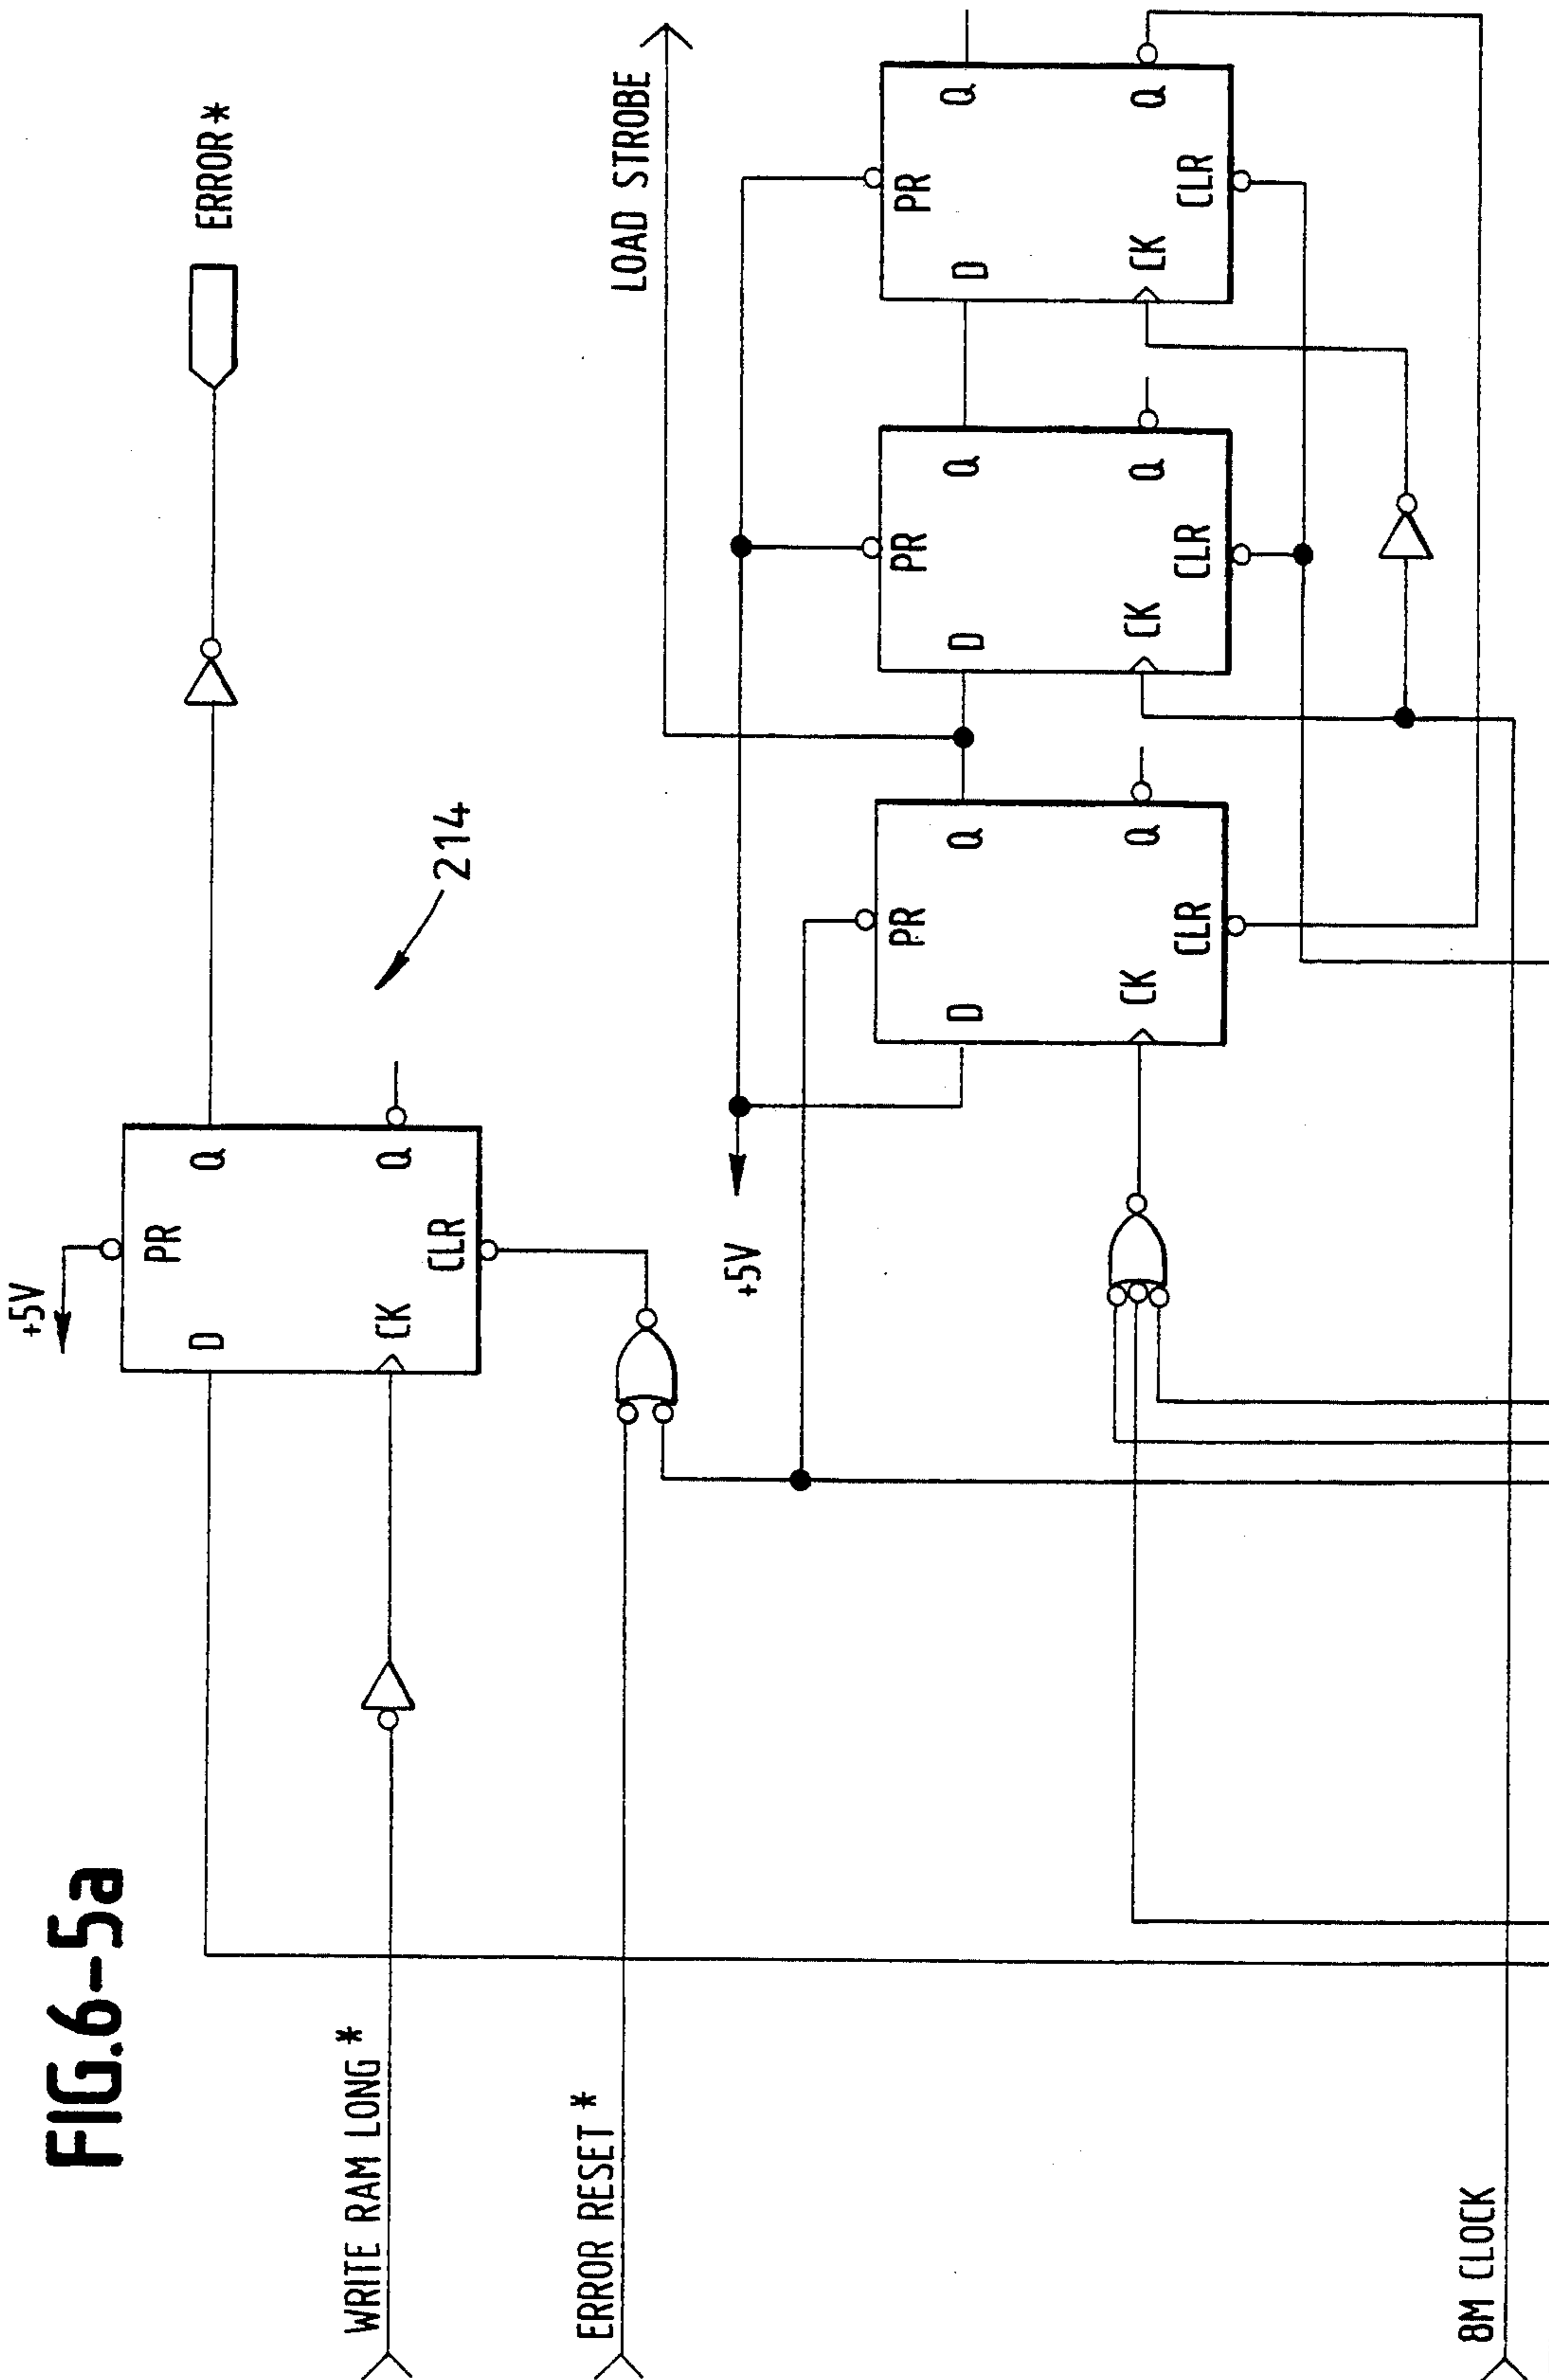 FIG.6-5a
+5V
PR
D
Q
CK
Q
CLR
ERROR*
WRITE RAM LONG*
214
ERROR RESET*
LOAD STROBE
+5V
PR
D
Q
CK
Q
CLR
PR
D
Q
CK
Q
CLR
PR
D
Q
CK
Q
CLR
8M CLOCK